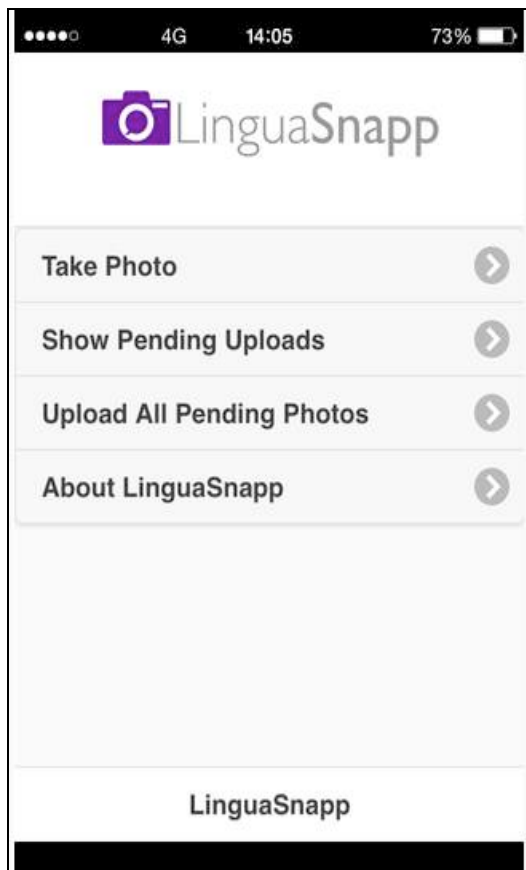 4G 14:05 73%
LinguaSnapp
Take Photo
Show Pending Uploads
Upload All Pending Photos
About LinguaSnapp
LinguaSnapp